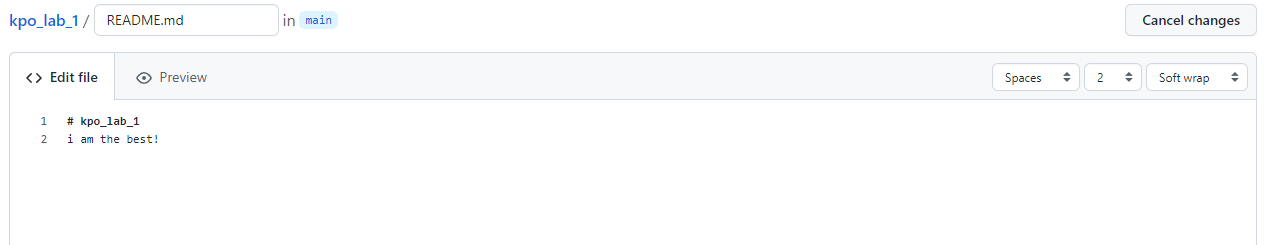 kpo_lab_1 / README.md in main Cancel changes
Edit file Preview Spaces 2 Soft wrap
1 # kpo_lab_1
2 i am the best!